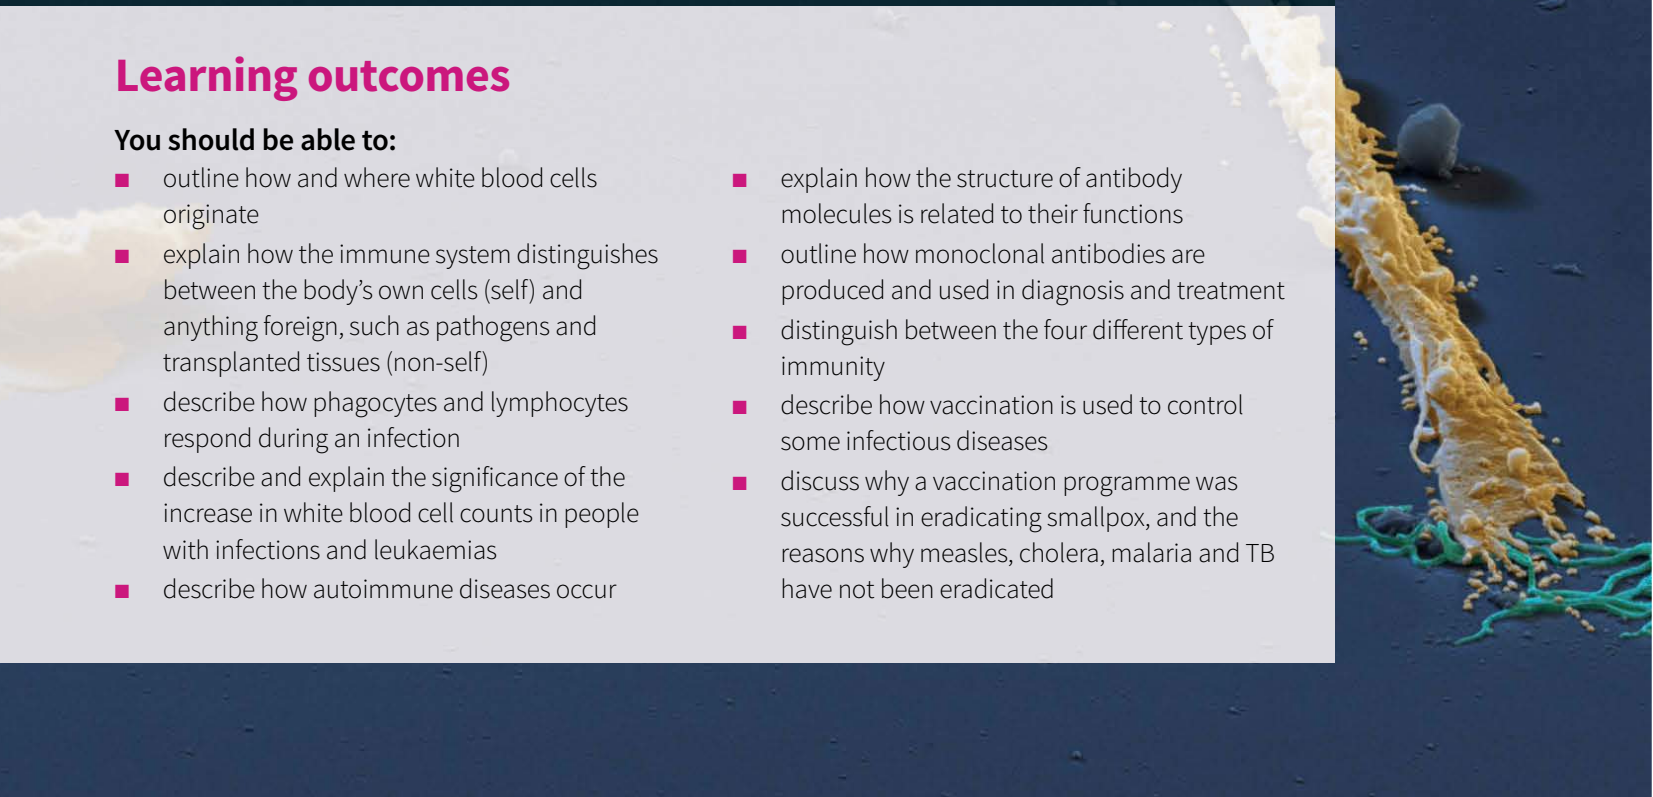 Learning outcomes
You should be able to:
■ outline how and where white blood cells
originate
■ explain how the immune system distinguishes
between the body’s own cells (self) and
anything foreign, such as pathogens and
transplanted tissues (non-self)
■ describe how phagocytes and lymphocytes
respond during an infection
■ describe and explain the significance of the
increase in white blood cell counts in people
with infections and leukaemias
■ describe how autoimmune diseases occur
■ explain how the structure of antibody
molecules is related to their functions
■ outline how monoclonal antibodies are
produced and used in diagnosis and treatment
■ distinguish between the four different types of
immunity
■ describe how vaccination is used to control
some infectious diseases
■ discuss why a vaccination programme was
successful in eradicating smallpox, and the
reasons why measles, cholera, malaria and TB
have not been eradicated